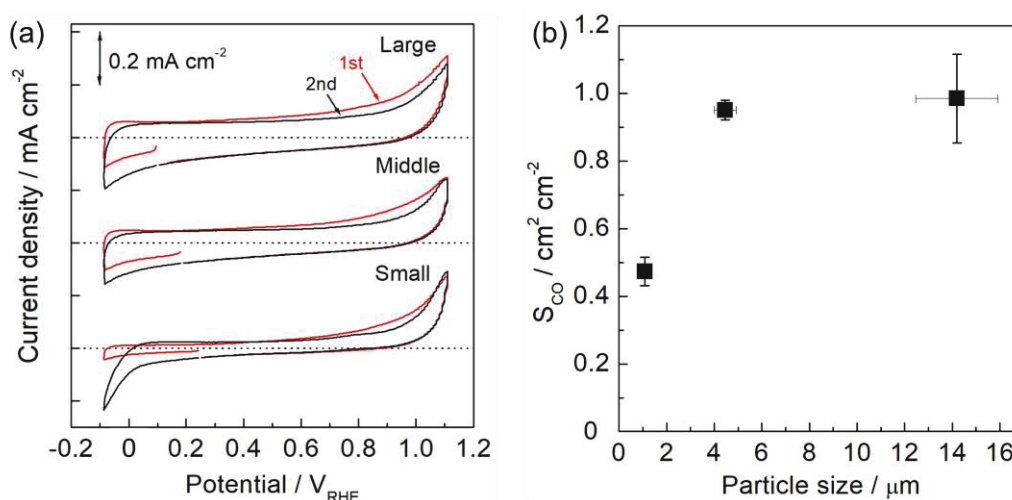 (a)
0.2 mA cm⁻²
Large
1st
2nd
Middle
Small
Current density / mA cm⁻²
-0.2 0 0.2 0.4 0.6 0.8 1.0 1.2
Potential / V_RHE
(b)
1.2
1.0
0.8
0.6
0.4
0.2
0
S_CO / cm² cm⁻²
0 2 4 6 8 10 12 14 16
Particle size / μm